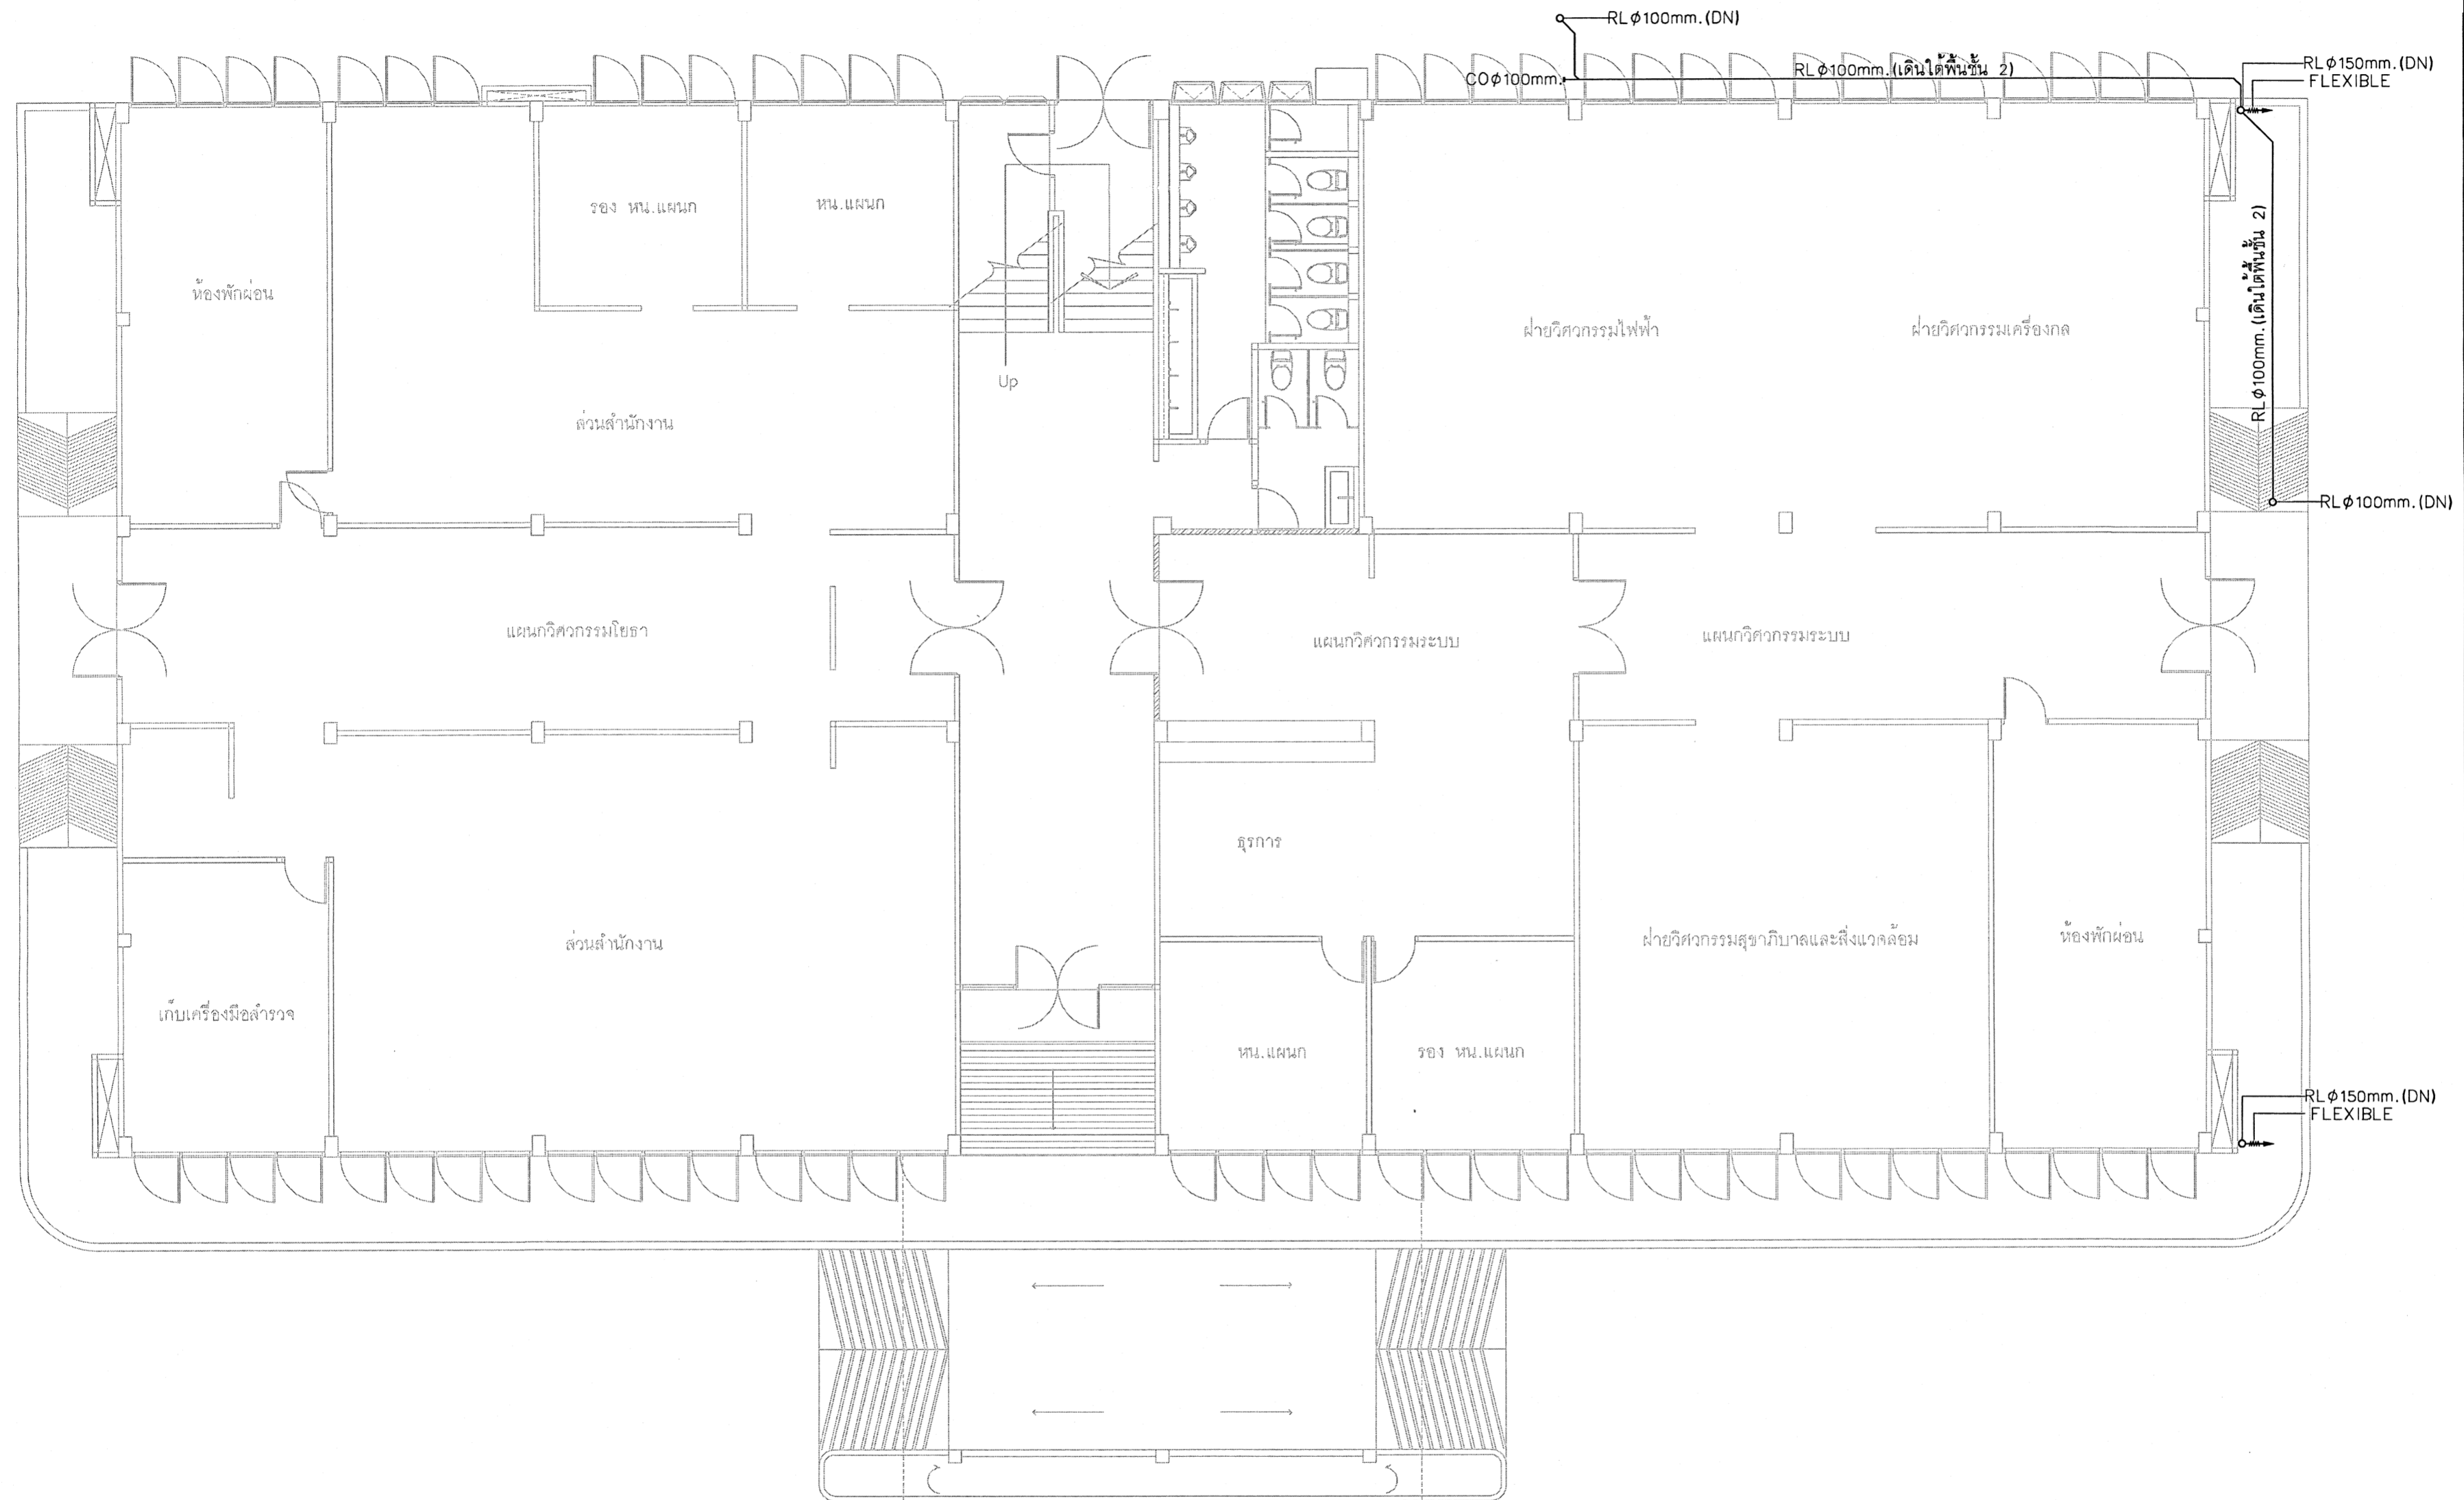 RLϕ100mm.(DN)
COϕ100mm.
RLϕ100mm.(เดินใต้พื้นชั้น 2)
RLϕ150mm.(DN)
FLEXIBLE
รอง หน.แผนก
หน.แผนก
ห้องพักผ่อน
ฝ่ายวิศวกรรมไฟฟ้า
ฝ่ายวิศวกรรมเครื่องกล
RLϕ100mm.(เดินใต้พื้นชั้น 2)
Up
ส่วนสำนักงาน
RLϕ100mm.(DN)
แผนกวิศวกรรมโยธา
แผนกวิศวกรรมระบบ
แผนกวิศวกรรมระบบ
ธุรการ
ส่วนสำนักงาน
ฝ่ายวิศวกรรมสุขาภิบาลและสิ่งแวดล้อม
ห้องพักผ่อน
เก็บเครื่องมือสำรวจ
หน.แผนก
รอง หน.แผนก
RLϕ150mm.(DN)
FLEXIBLE